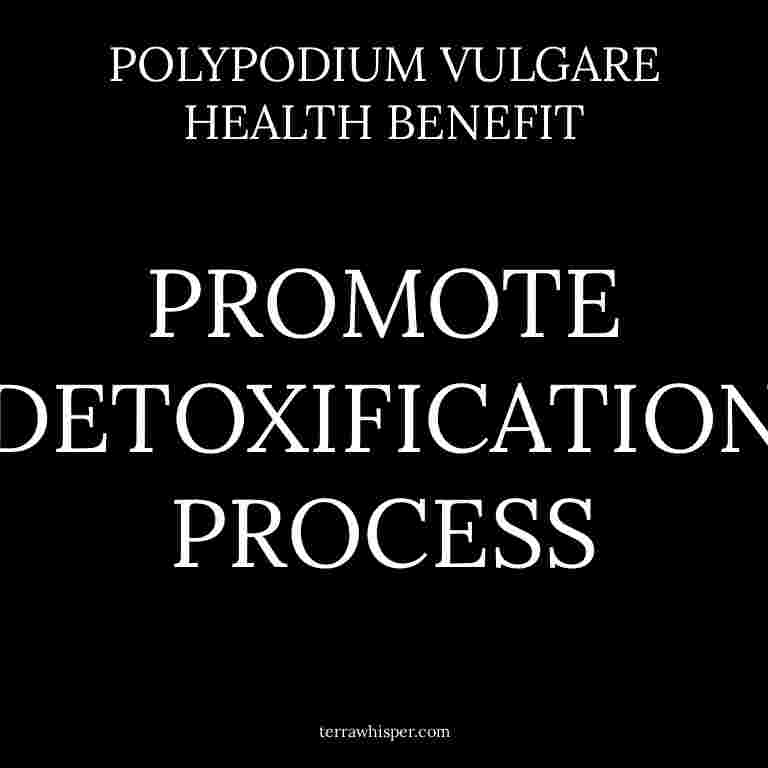 POLYPODIUM VULGARE
HEALTH BENEFIT
PROMOTE
DETOXIFICATION
PROCESS
terrawhisper.com